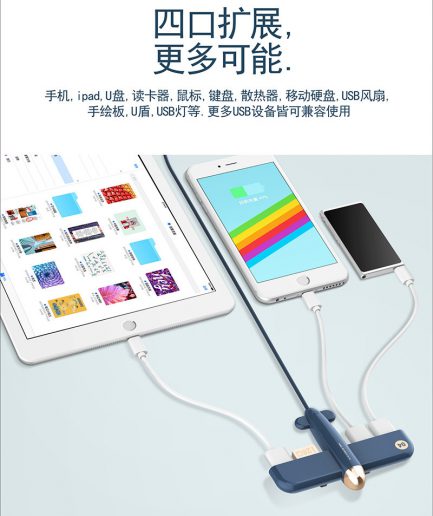 四口扩展,
更多可能.
手机, ipad,U盘, 读卡器, 鼠标, 键盘, 散热器, 移动硬盘, USB风扇,
手绘板, U盾, USB灯等. 更多USB设备皆可兼容使用
04